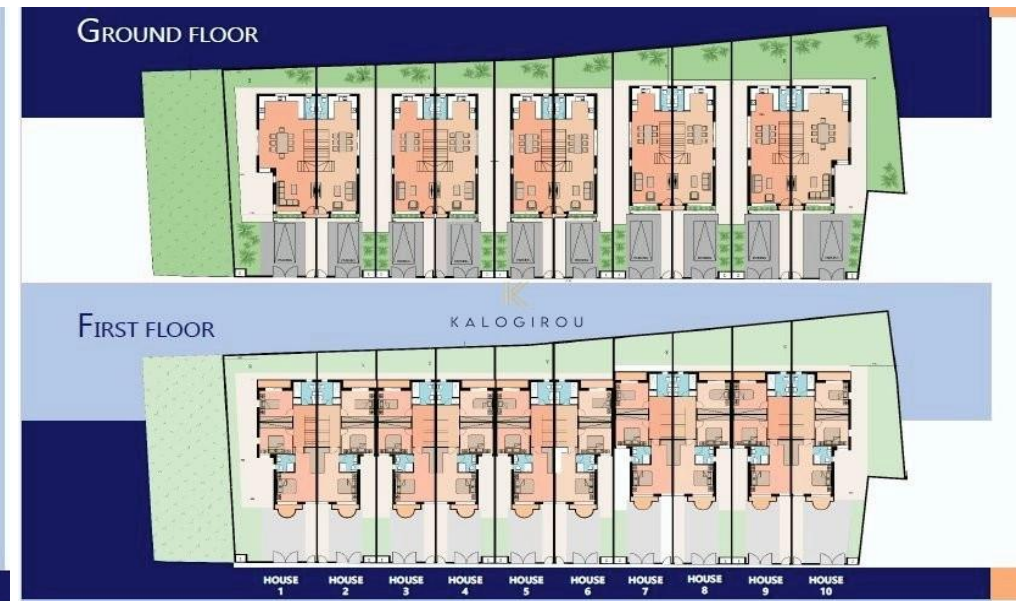 GROUND FLOOR
KALOGIROU
FIRST FLOOR
HOUSE 1
HOUSE 2
HOUSE 3
HOUSE 4
HOUSE 5
HOUSE 6
HOUSE 7
HOUSE 8
HOUSE 9
HOUSE 10